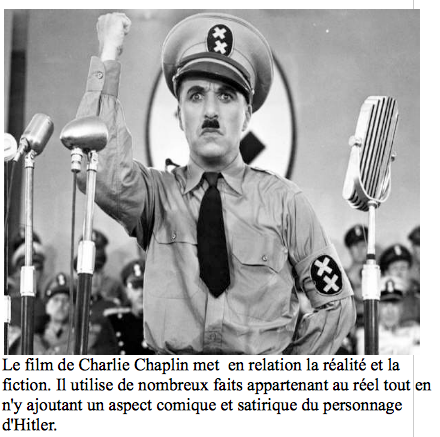 Le film de Charlie Chaplin met en relation la réalité et la
fiction. Il utilise de nombreux faits appartenant au réel tout en
n'y ajoutant un aspect comique et satirique du personnage
d'Hitler.